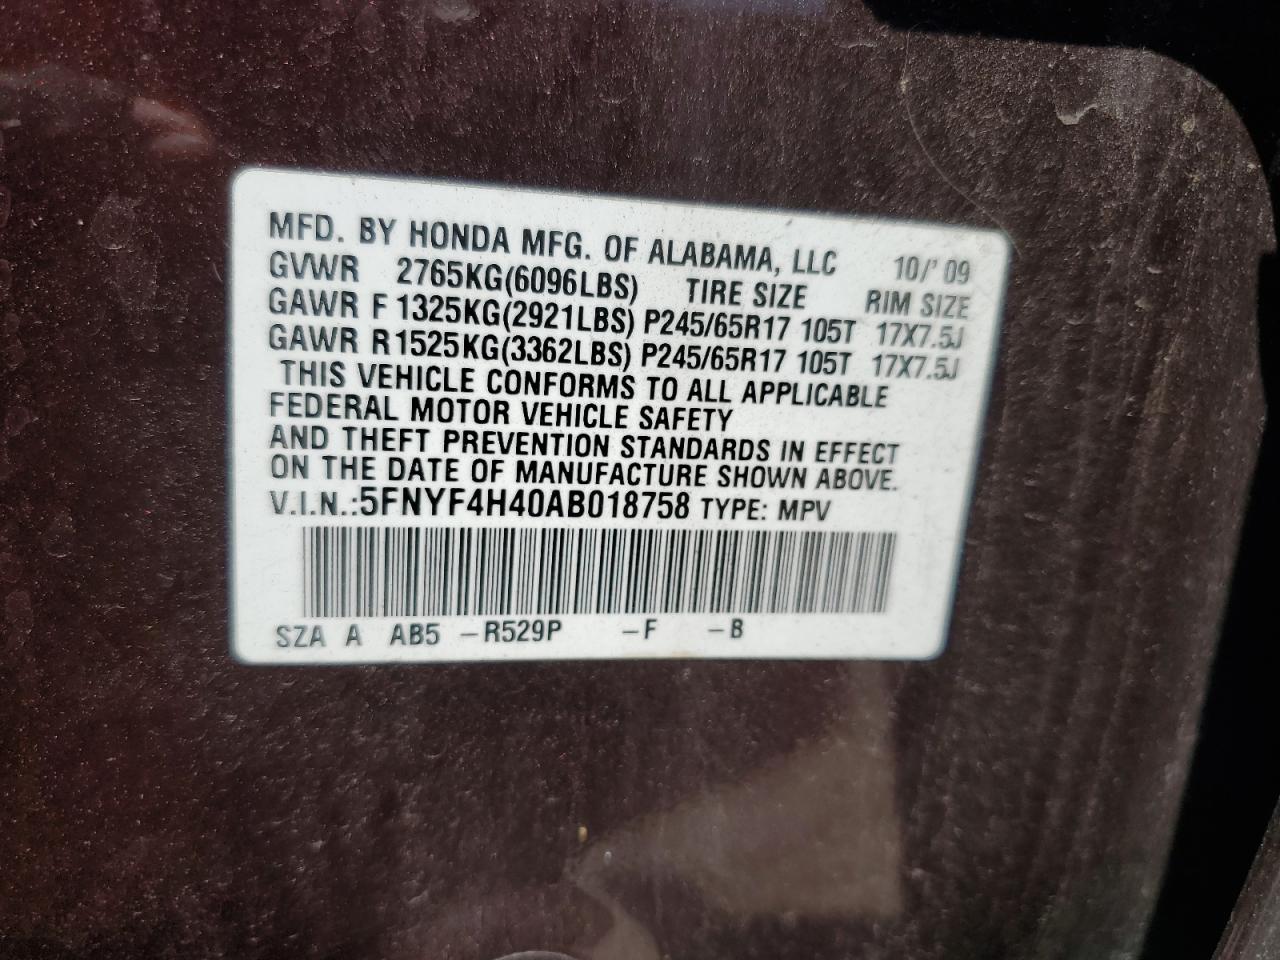 MFD. BY HONDA MFG. OF ALABAMA, LLC 10/'09
GVWR 2765KG(6096LBS) TIRE SIZE RIM SIZE
GAWR F 1325KG(2921LBS) P245/65R17 105T 17X7.5J
GAWR R 1525KG(3362LBS) P245/65R17 105T 17X7.5J
THIS VEHICLE CONFORMS TO ALL APPLICABLE
FEDERAL MOTOR VEHICLE SAFETY
AND THEFT PREVENTION STANDARDS IN EFFECT
ON THE DATE OF MANUFACTURE SHOWN ABOVE.
V.I.N.:5FNYF4H40AB018758 TYPE: MPV
SZA A AB5 -R529P -F -B